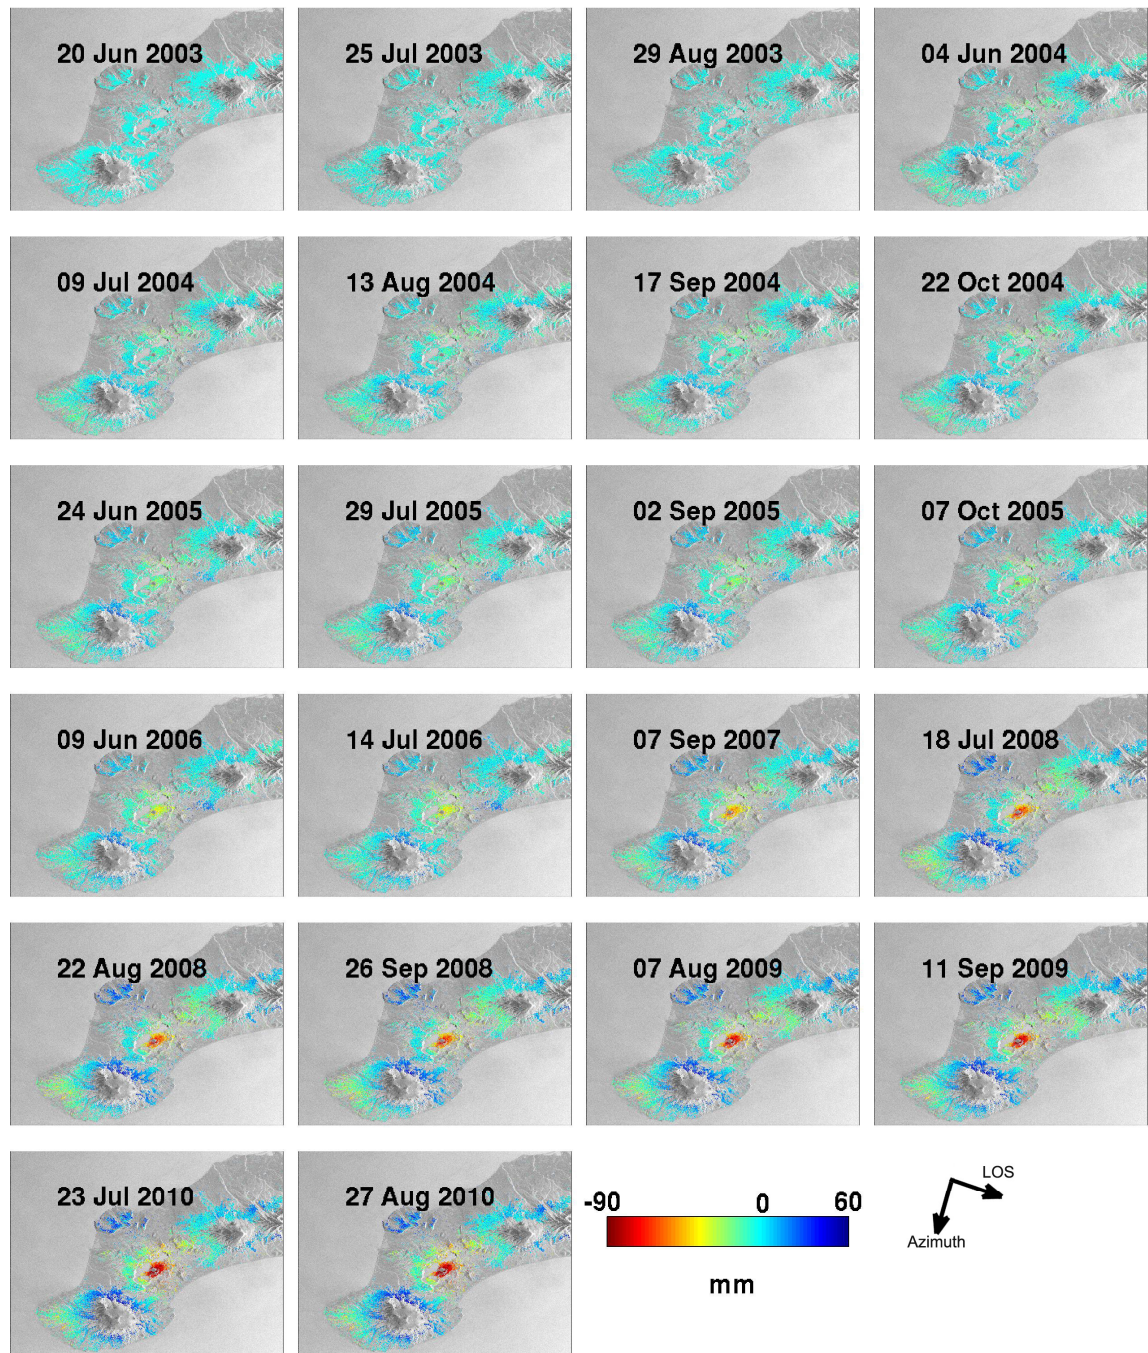 20 Jun 2003
25 Jul 2003
29 Aug 2003
04 Jun 2004
09 Jul 2004
13 Aug 2004
17 Sep 2004
22 Oct 2004
24 Jun 2005
29 Jul 2005
02 Sep 2005
07 Oct 2005
09 Jun 2006
14 Jul 2006
07 Sep 2007
18 Jul 2008
22 Aug 2008
26 Sep 2008
07 Aug 2009
11 Sep 2009
23 Jul 2010
27 Aug 2010
-90 0 60
mm
LOS
Azimuth